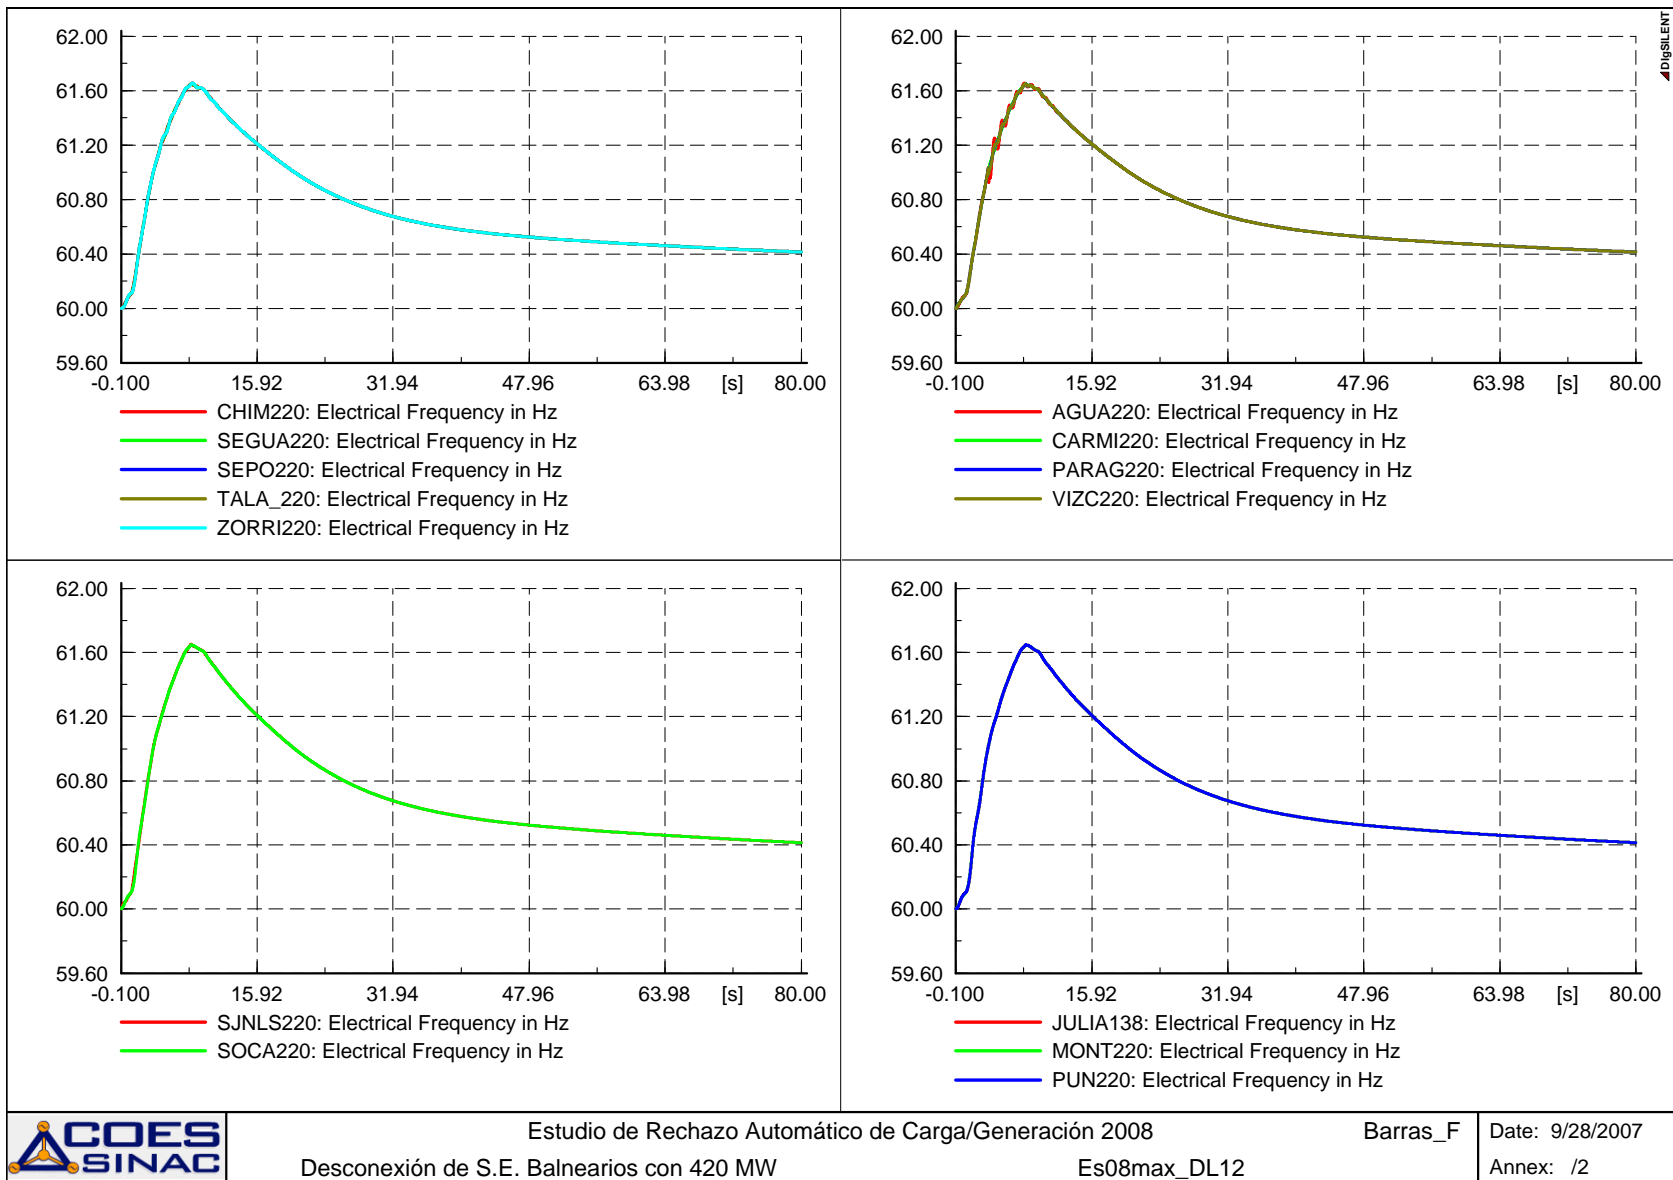 DIgSILENT
62.00
61.60
61.20
60.80
60.40
60.00
59.60
-0.100 15.92 31.94 47.96 63.98 [s] 80.00
CHIM220: Electrical Frequency in Hz
SEGUA220: Electrical Frequency in Hz
SEPO220: Electrical Frequency in Hz
TALA_220: Electrical Frequency in Hz
ZORRI220: Electrical Frequency in Hz
62.00
61.60
61.20
60.80
60.40
60.00
59.60
-0.100 15.92 31.94 47.96 63.98 [s] 80.00
AGUA220: Electrical Frequency in Hz
CARMI220: Electrical Frequency in Hz
PARAG220: Electrical Frequency in Hz
VIZC220: Electrical Frequency in Hz
62.00
61.60
61.20
60.80
60.40
60.00
59.60
-0.100 15.92 31.94 47.96 63.98 [s] 80.00
SJNLS220: Electrical Frequency in Hz
SOCA220: Electrical Frequency in Hz
62.00
61.60
61.20
60.80
60.40
60.00
59.60
-0.100 15.92 31.94 47.96 63.98 [s] 80.00
JULIA138: Electrical Frequency in Hz
MONT220: Electrical Frequency in Hz
PUN220: Electrical Frequency in Hz
COES
SINAC
Estudio de Rechazo Automático de Carga/Generación 2008 Barras_F
Desconexión de S.E. Balnearios con 420 MW Es08max_DL12
Date: 9/28/2007
Annex: /2